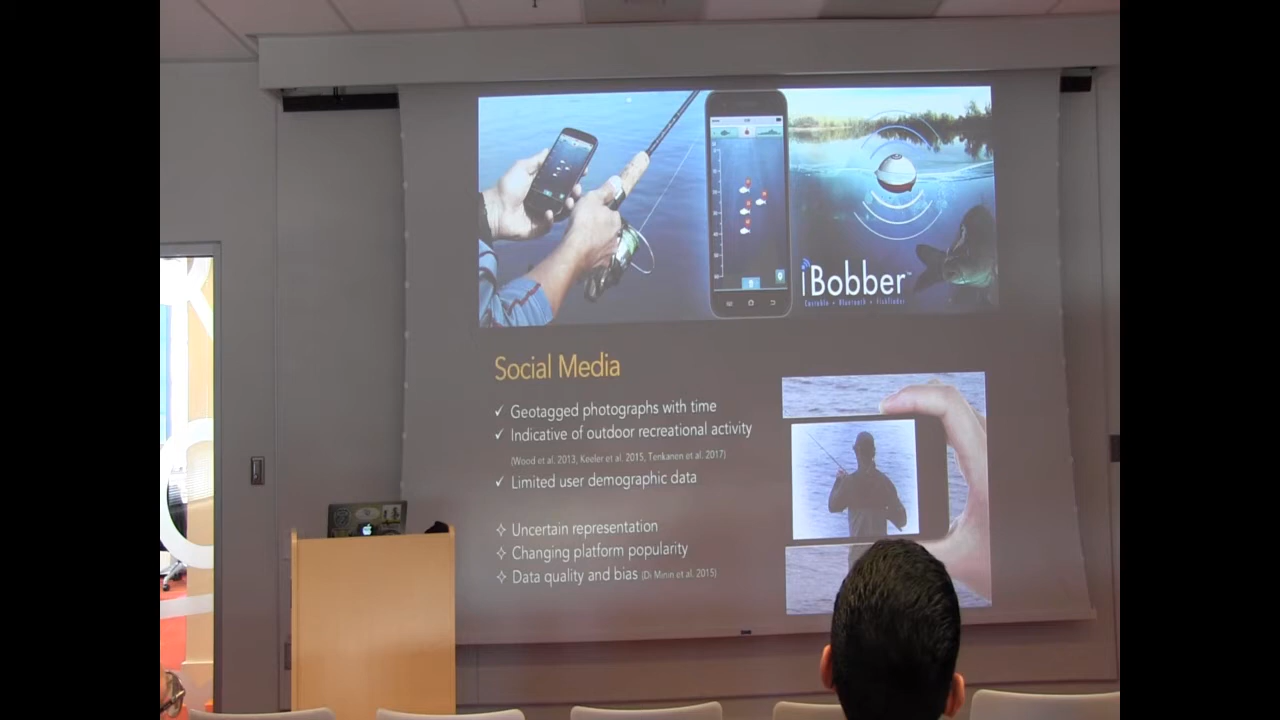 iBobber™
Castable • Bluetooth • Fishfinder
Social Media
✓ Geotagged photographs with time
✓ Indicative of outdoor recreational activity
(Wood et al. 2013, Keeler et al. 2015, Tenkanen et al. 2017)
✓ Limited user demographic data
✧ Uncertain representation
✧ Changing platform popularity
✧ Data quality and bias (Di Minin et al. 2015)